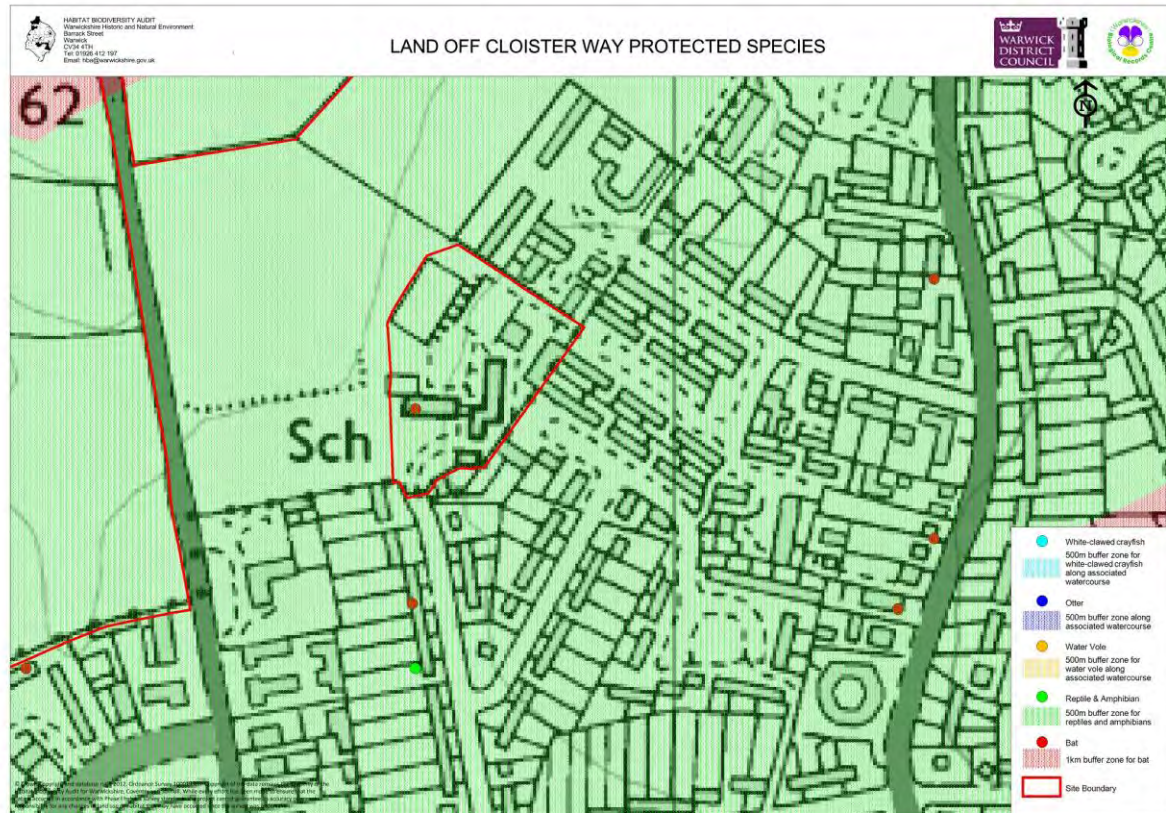 HABITAT BIODIVERSITY AUDIT
Warwickshire Historic and Natural Environment
Barrack Street
Warwick
CV34 4TH
Tel: 01926 412 197
Email: hba@warwickshire.gov.uk
LAND OFF CLOISTER WAY PROTECTED SPECIES
WARWICK
DISTRICT
COUNCIL
62
N
Sch
White-clawed crayfish
500m buffer zone for
white-clawed crayfish
along associated
watercourse
Otter
500m buffer zone along
associated watercourse
Water Vole
500m buffer zone for
water vole along
associated watercourse
Reptile & Amphibian
500m buffer zone for
reptiles and amphibians
Bat
1km buffer zone for bat
Site Boundary